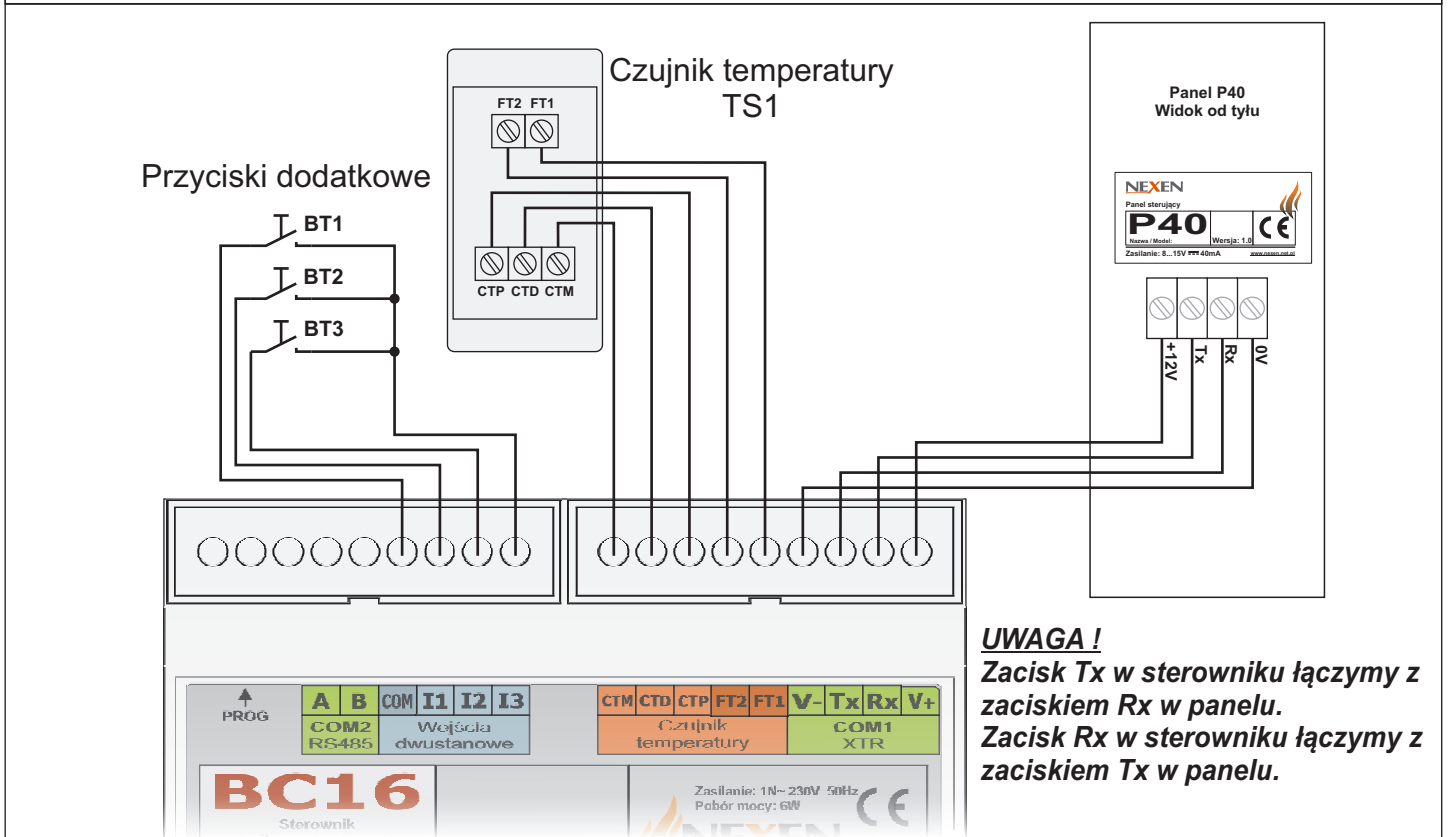 Czujnik temperatury
TS1
FT2 FT1
CTP CTD CTM
Przyciski dodatkowe
BT1
BT2
BT3
Panel P40
Widok od tyłu
NEXEN
Panel sterujący
P40
Nazwa / Model:
Wersja: 1.0
CE
Zasilanie: 8...15V 40mA
www.nexen.net.pl
+12V
Tx
Rx
0V
PROG
A B COM I1 I2 I3
COM2 Wejścia
RS485 dwustanowe
CTM CTD CTP FT2 FT1 V- Tx Rx V+
Czujnik COM1
temperatury XTR
BC16
Sterownik
Zasilanie: 1N~ 230V 50Hz
Pobór mocy: 6W
CE
NEXEN
UWAGA !
Zacisk Tx w sterowniku łączymy z
zaciskiem Rx w panelu.
Zacisk Rx w sterowniku łączymy z
zaciskiem Tx w panelu.